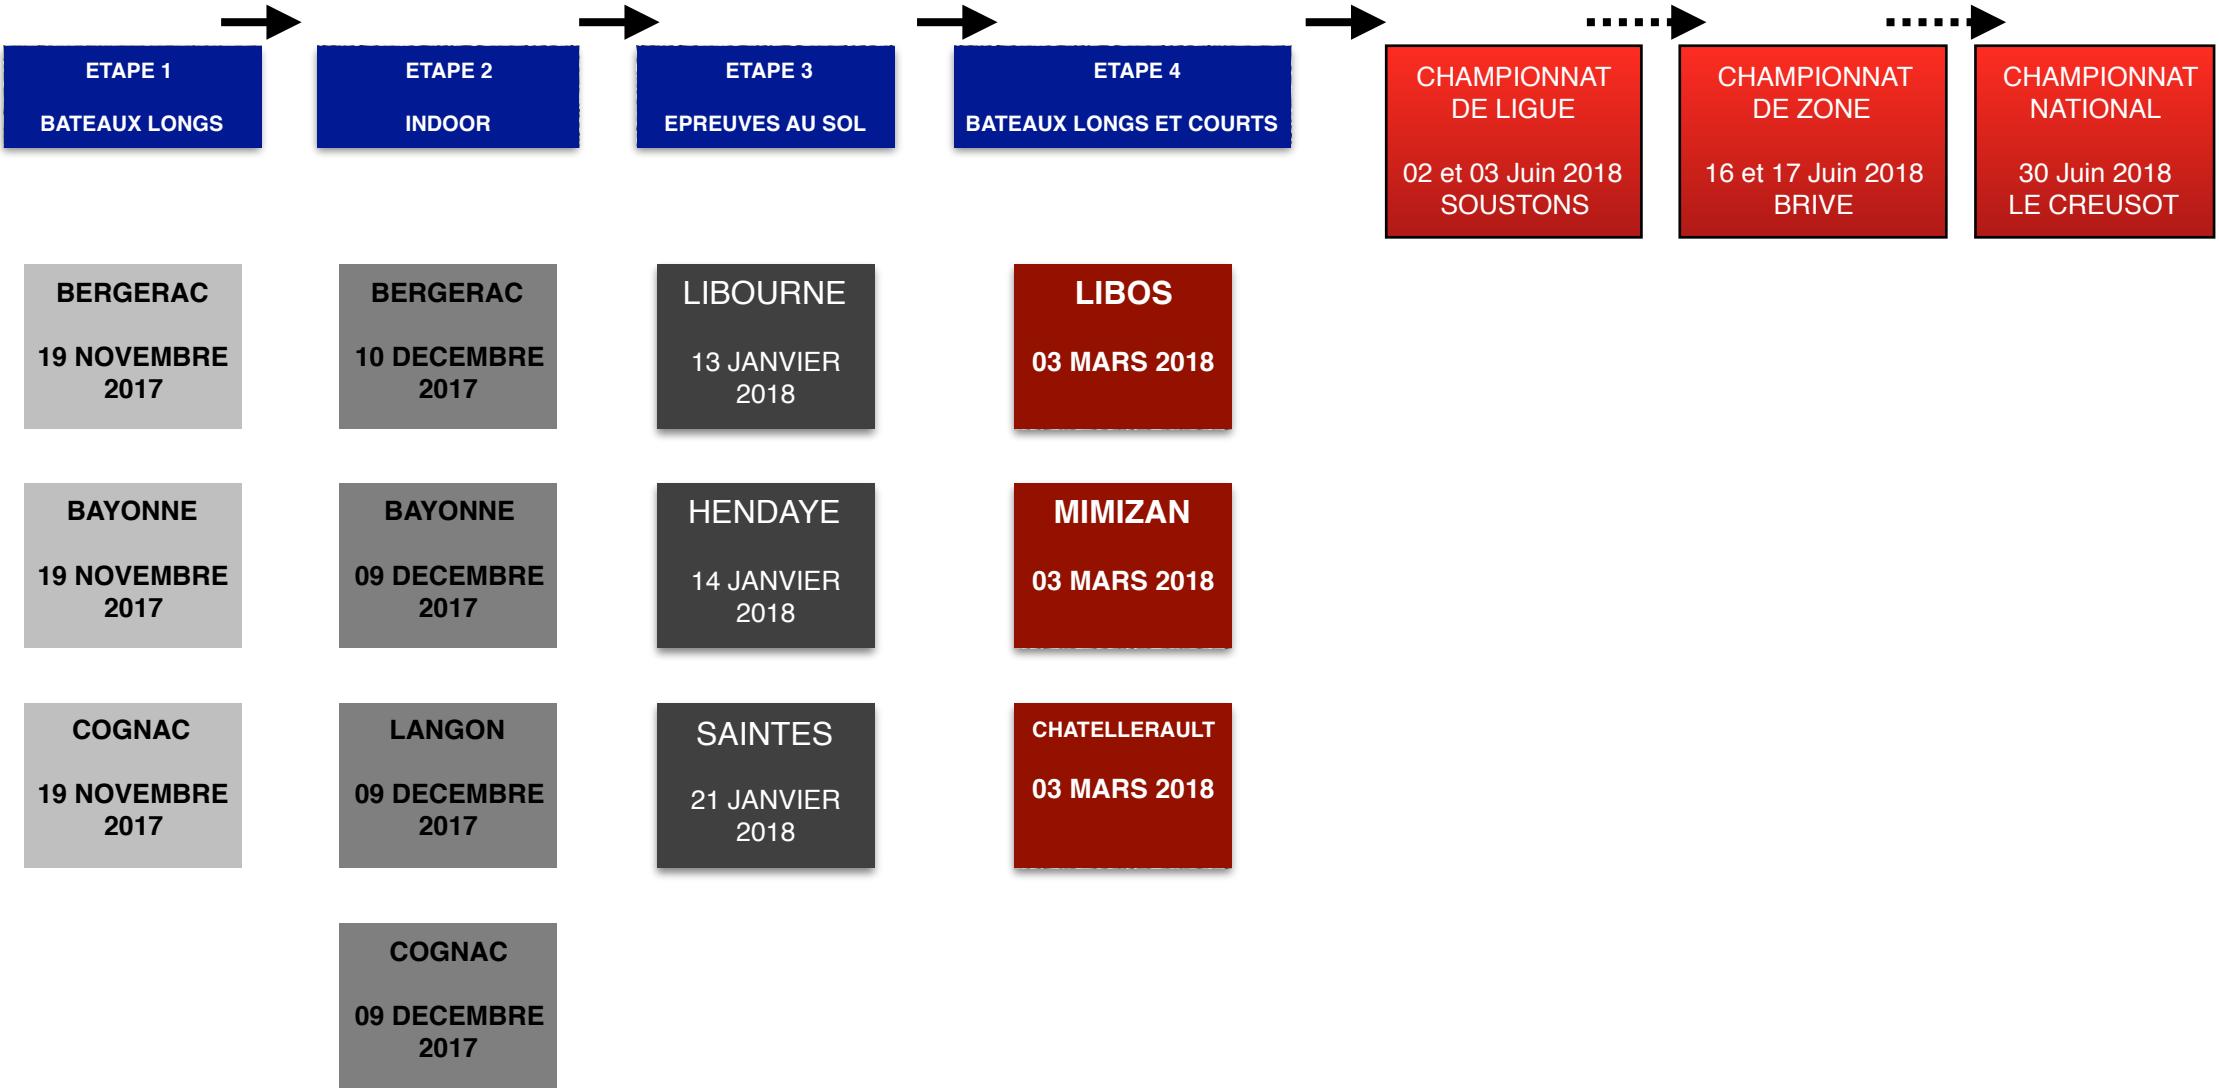 ETAPE 1
BATEAUX LONGS
ETAPE 2
INDOOR
ETAPE 3
EPREUVES AU SOL
ETAPE 4
BATEAUX LONGS ET COURTS
CHAMPIONNAT
DE LIGUE
02 et 03 Juin 2018
SOUSTONS
CHAMPIONNAT
DE ZONE
16 et 17 Juin 2018
BRIVE
CHAMPIONNAT
NATIONAL
30 Juin 2018
LE CREUSOT
BERGERAC
19 NOVEMBRE
2017
BERGERAC
10 DECEMBRE
2017
LIBOURNE
13 JANVIER
2018
LIBOS
03 MARS 2018
BAYONNE
19 NOVEMBRE
2017
BAYONNE
09 DECEMBRE
2017
HENDAYE
14 JANVIER
2018
MIMIZAN
03 MARS 2018
COGNAC
19 NOVEMBRE
2017
LANGON
09 DECEMBRE
2017
SAINTES
21 JANVIER
2018
CHATELLERAULT
03 MARS 2018
COGNAC
09 DECEMBRE
2017